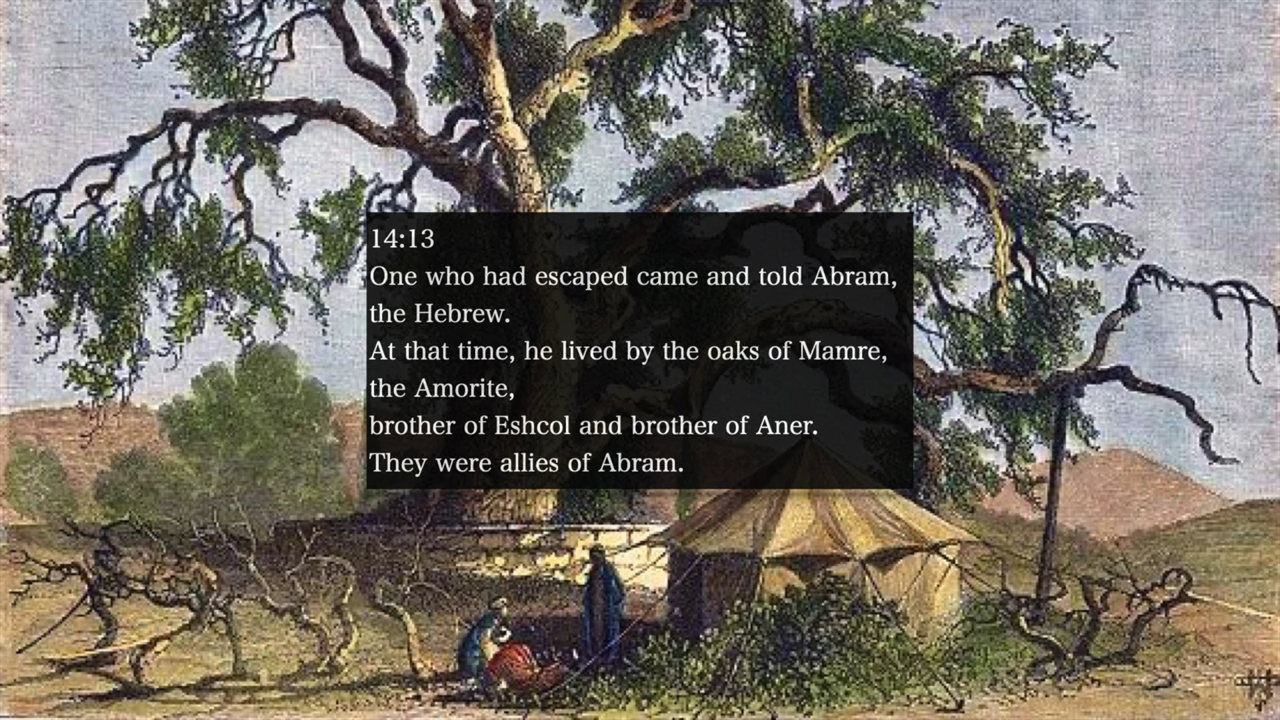 14:13
One who had escaped came and told Abram,
the Hebrew.
At that time, he lived by the oaks of Mamre,
the Amorite,
brother of Eshcol and brother of Aner.
They were allies of Abram.